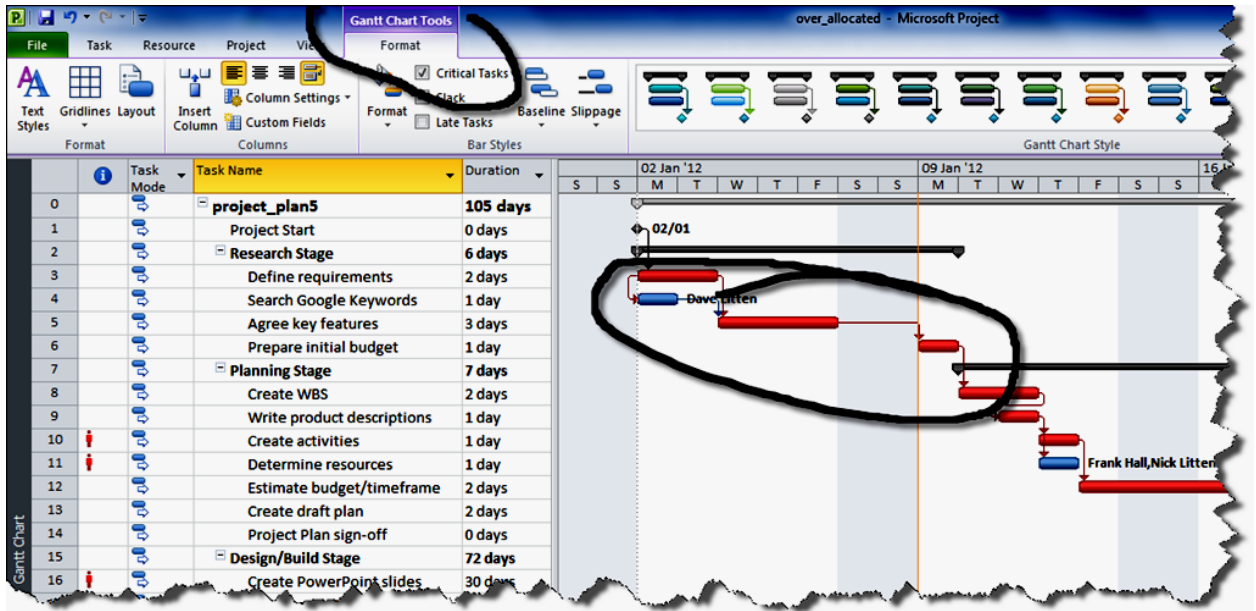 Gantt Chart Tools
over_allocated - Microsoft Project
File Task Resource Project Format
Text Styles
Gridlines
Layout
Insert Column
Column Settings
Custom Fields
Format
Critical Tasks
Slack
Late Tasks
Baseline
Slippage
Format
Columns
Bar Styles
Gantt Chart Style
Task Mode
Task Name
Duration
02 Jan '12
09 Jan '12
S S M T W T F S S M T W T F S S
0 project_plan5 105 days
1 Project Start 0 days 02/01
2 Research Stage 6 days
3 Define requirements 2 days
4 Search Google Keywords 1 day Dave Litten
5 Agree key features 3 days
6 Prepare initial budget 1 day
7 Planning Stage 7 days
8 Create WBS 2 days
9 Write product descriptions 1 day
10 Create activities 1 day
11 Determine resources 1 day Frank Hall,Nick Litten
12 Estimate budget/timeframe 2 days
13 Create draft plan 2 days
14 Project Plan sign-off 0 days
15 Design/Build Stage 72 days
16 Create PowerPoint slides 30 days
Gantt Chart